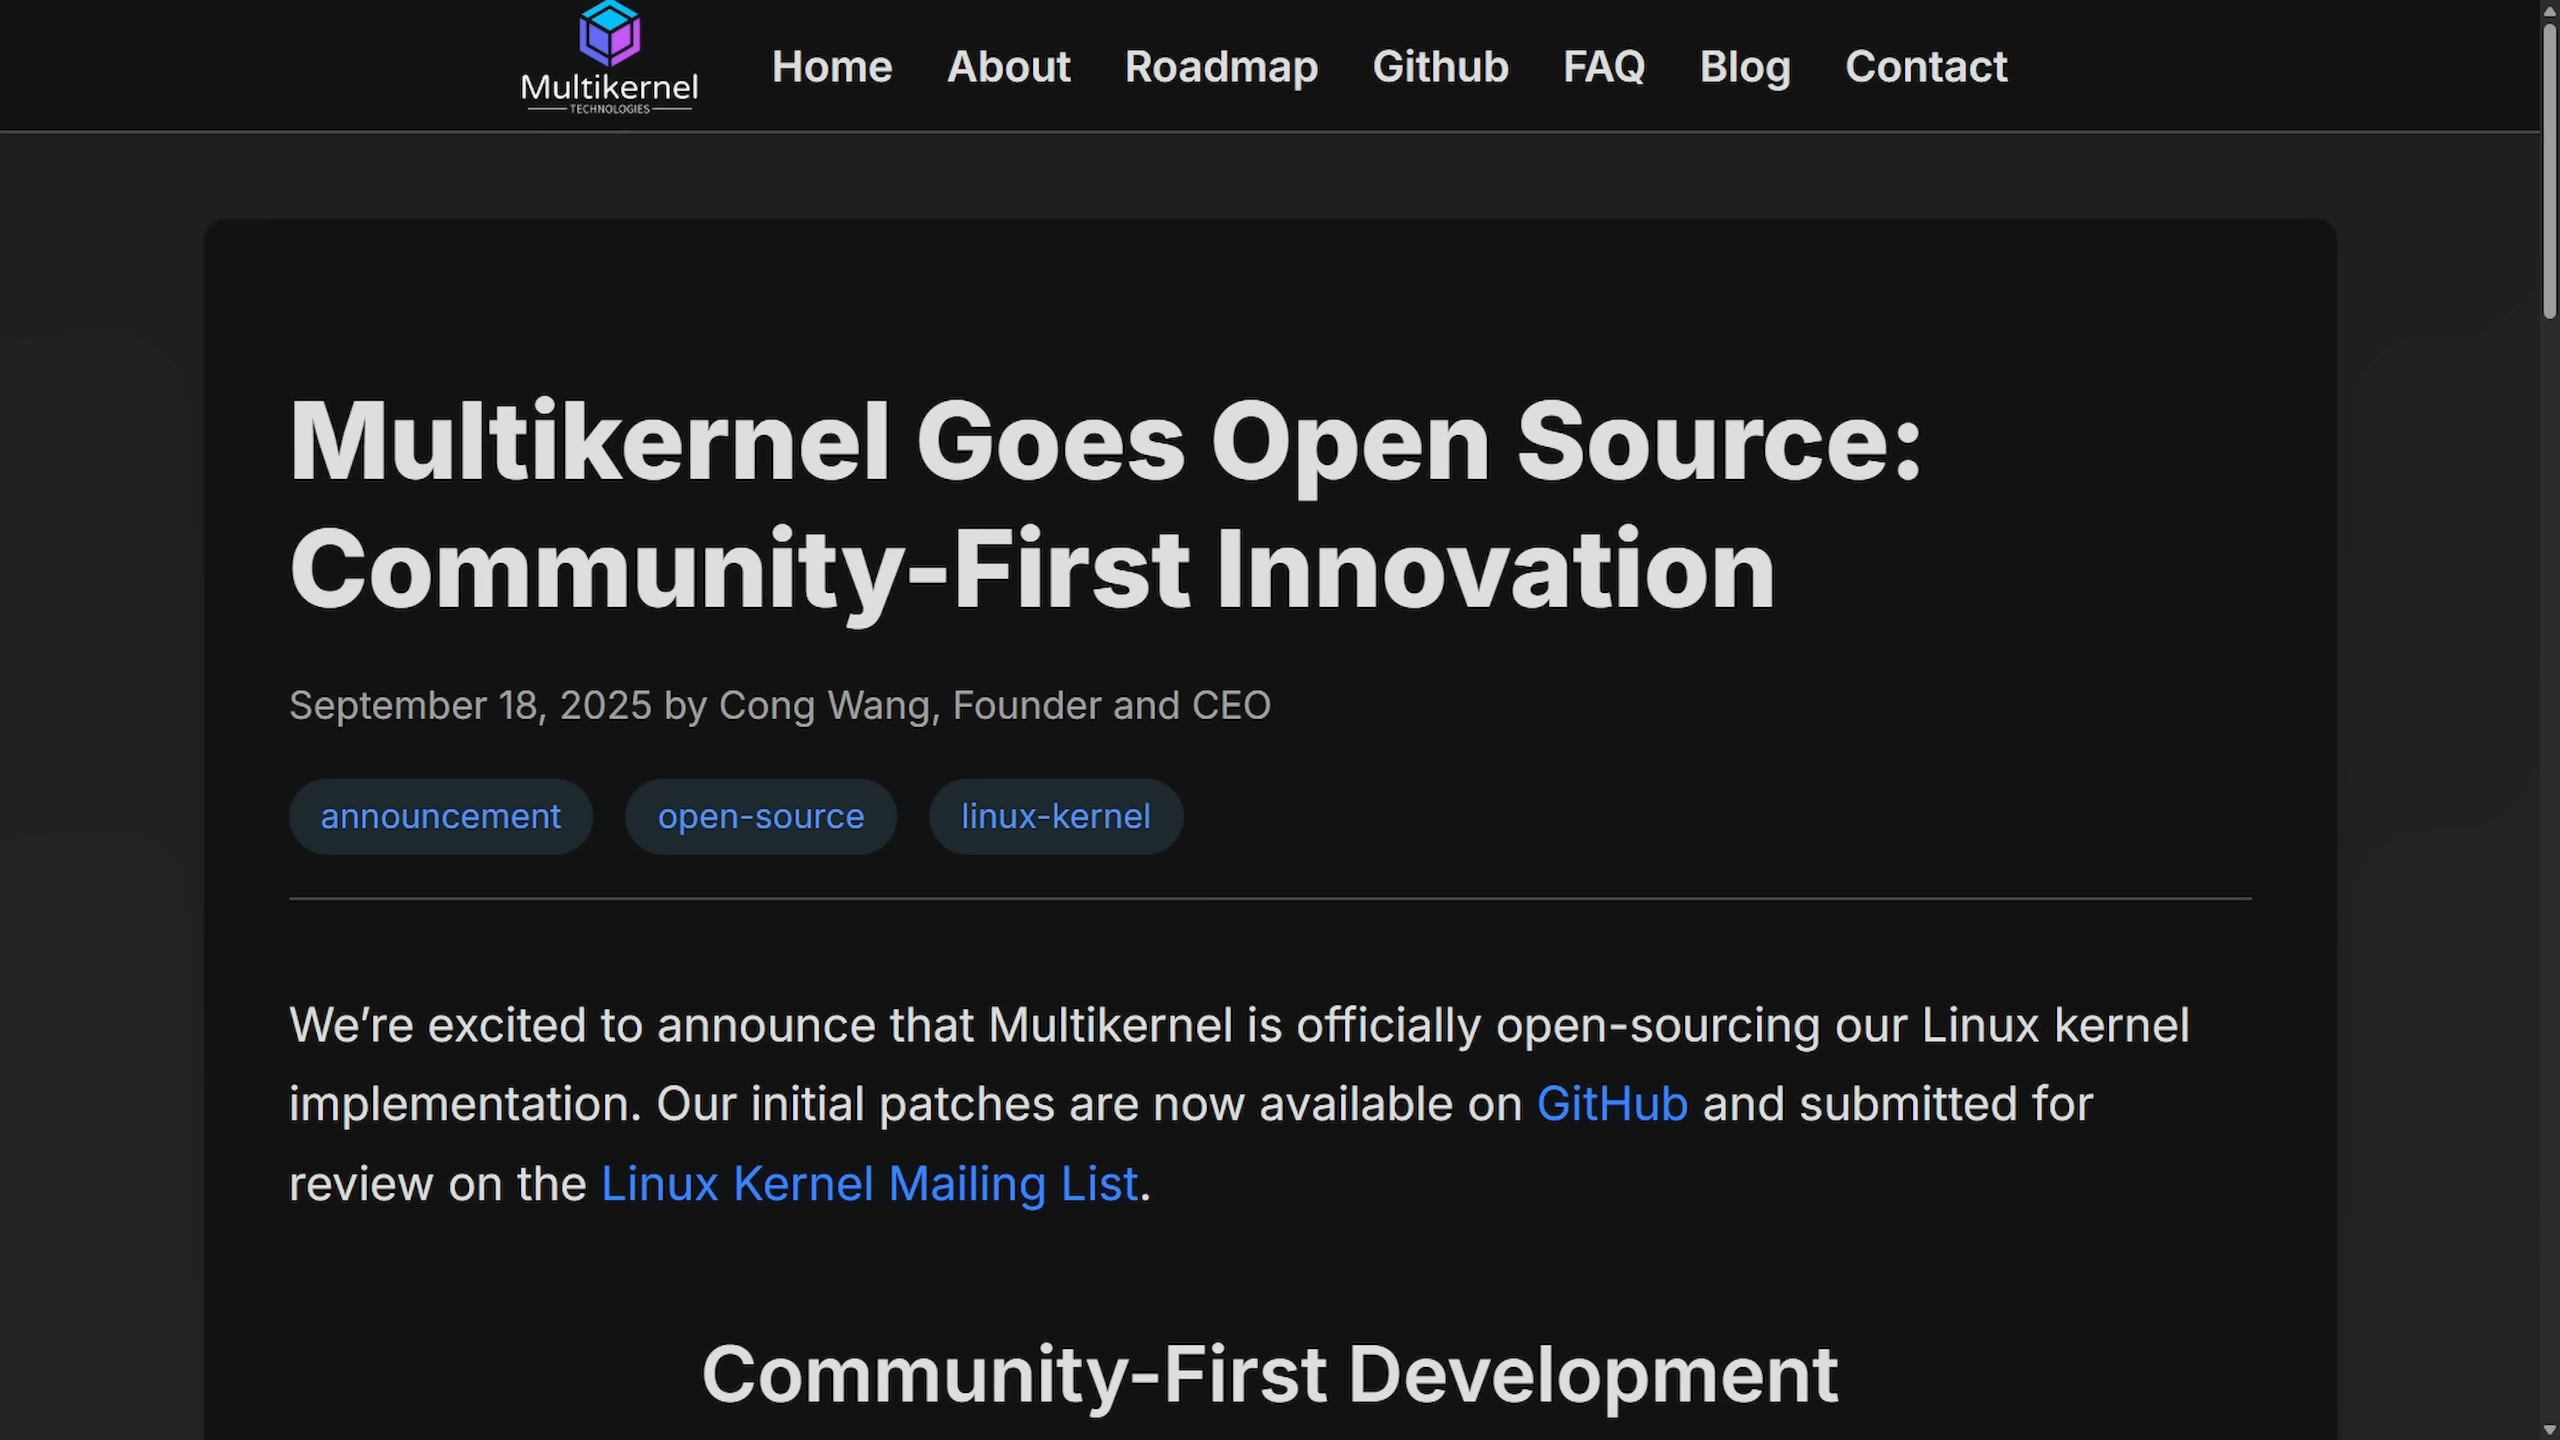 Multikernel
TECHNOLOGIES
Home About Roadmap Github FAQ Blog Contact
Multikernel Goes Open Source:
Community-First Innovation
September 18, 2025 by Cong Wang, Founder and CEO
announcement open-source linux-kernel
We’re excited to announce that Multikernel is officially open-sourcing our Linux kernel
implementation. Our initial patches are now available on GitHub and submitted for
review on the Linux Kernel Mailing List.
Community-First Development